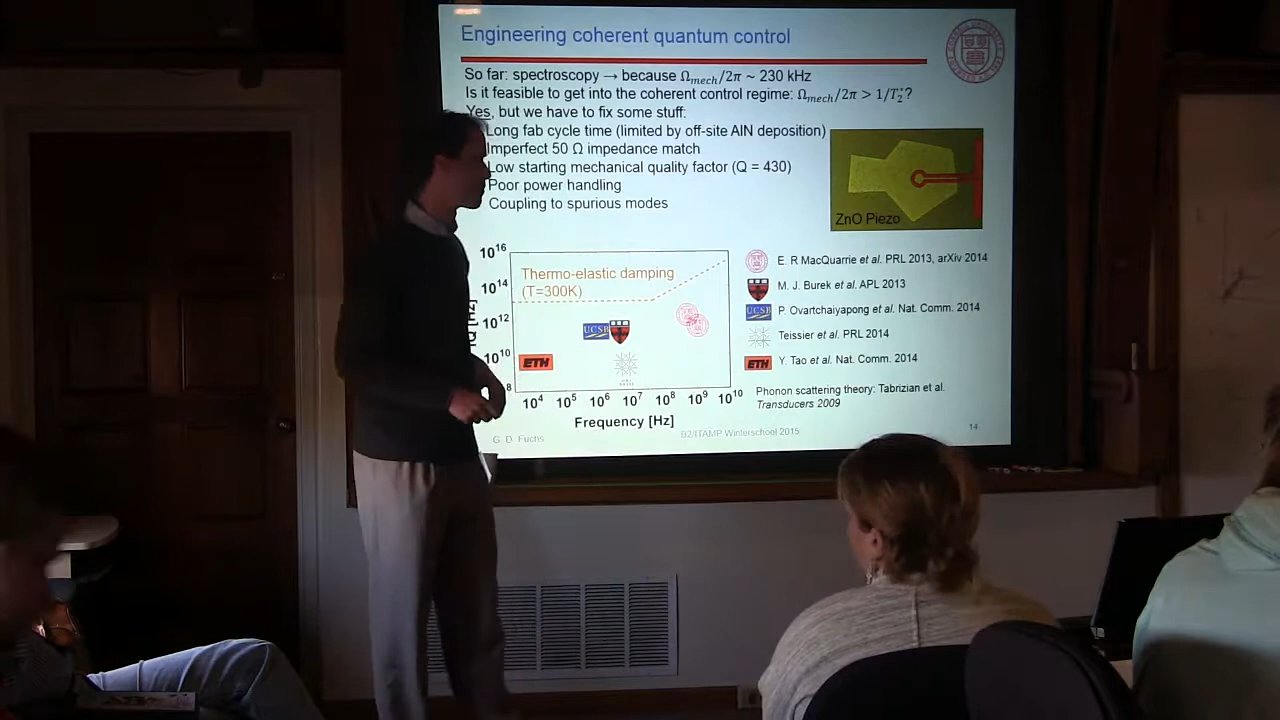 Engineering coherent quantum control
So far: spectroscopy → because Ωmech/2π ~ 230 kHz
Is it feasible to get into the coherent control regime: Ωmech/2π > 1/T2*?
Yes, but we have to fix some stuff:
Long fab cycle time (limited by off-site AlN deposition)
Imperfect 50 Ω impedance match
Low starting mechanical quality factor (Q = 430)
Poor power handling
Coupling to spurious modes
ZnO Piezo
10^16
10^14
10^12
10^10
8
[Hz]
Thermo-elastic damping
(T=300K)
UCSB
ETH
10^4 10^5 10^6 10^7 10^8 10^9 10^10
Frequency [Hz]
E. R MacQuarrie et al. PRL 2013, arXiv 2014
M. J. Burek et al. APL 2013
UCSB P. Ovartchaiyapong et al. Nat. Comm. 2014
Teissier et al. PRL 2014
ETH Y. Tao et al. Nat. Comm. 2014
Phonon scattering theory: Tabrizian et al.
Transducers 2009
G. D. Fuchs
B2/ITAMP Winterschool 2015
14